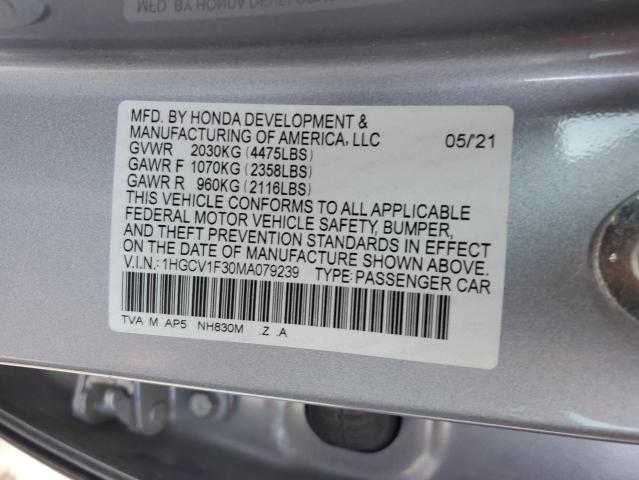 MFD. BY HONDA DEVELOPMENT &
MANUFACTURING OF AMERICA, LLC 05/'21
GVWR 2030KG (4475LBS)
GAWR F 1070KG (2358LBS)
GAWR R 960KG (2116LBS)
THIS VEHICLE CONFORMS TO ALL APPLICABLE
FEDERAL MOTOR VEHICLE SAFETY, BUMPER,
AND THEFT PREVENTION STANDARDS IN EFFECT
ON THE DATE OF MANUFACTURE SHOWN ABOVE.
V.I.N.: 1HGCV1F30MA079239 TYPE: PASSENGER CAR
TVA M AP5 NH830M .Z .A